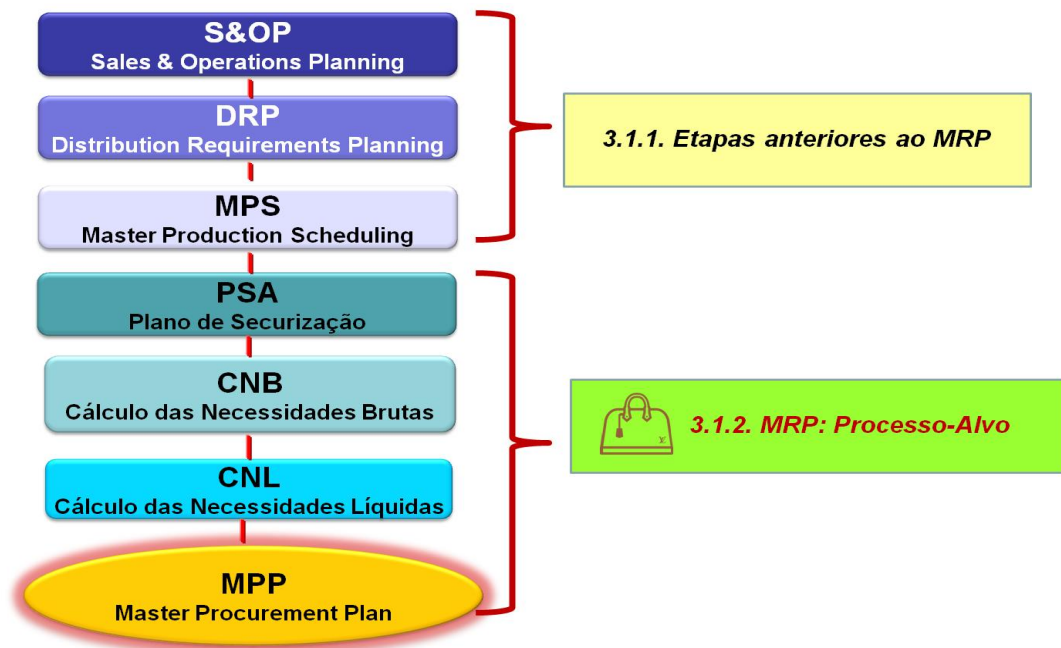 S&OP
Sales & Operations Planning
DRP
Distribution Requirements Planning
MPS
Master Production Scheduling
3.1.1. Etapas anteriores ao MRP
PSA
Plano de Securização
CNB
Cálculo das Necessidades Brutas
CNL
Cálculo das Necessidades Líquidas
MPP
Master Procurement Plan
3.1.2. MRP: Processo-Alvo